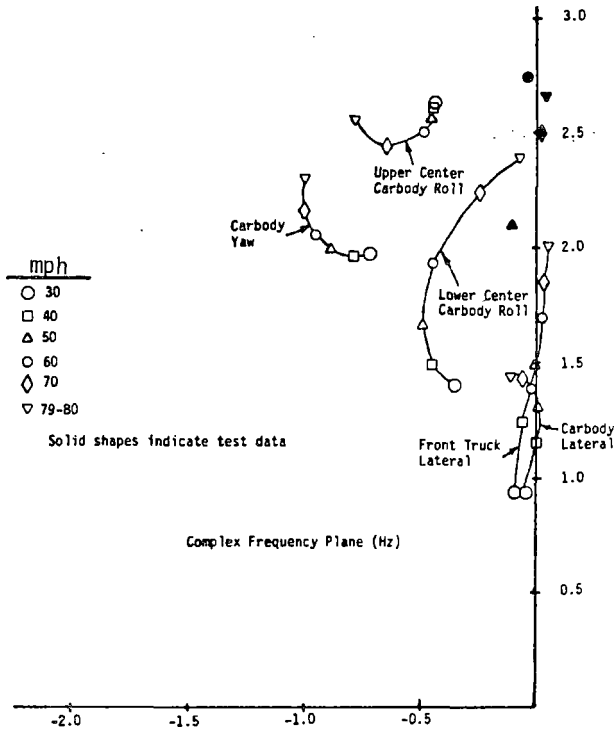 3.0
2.5
Upper Center
Carbody Roll
Carbody
Yaw
2.0
mph
30
40
50
60
70
79-80
Lower Center
Carbody Roll
1.5
Solid shapes indicate test data
Front Truck
Lateral
Carbody
Lateral
1.0
Complex Frequency Plane (Hz)
0.5
-2.0
-1.5
-1.0
-0.5